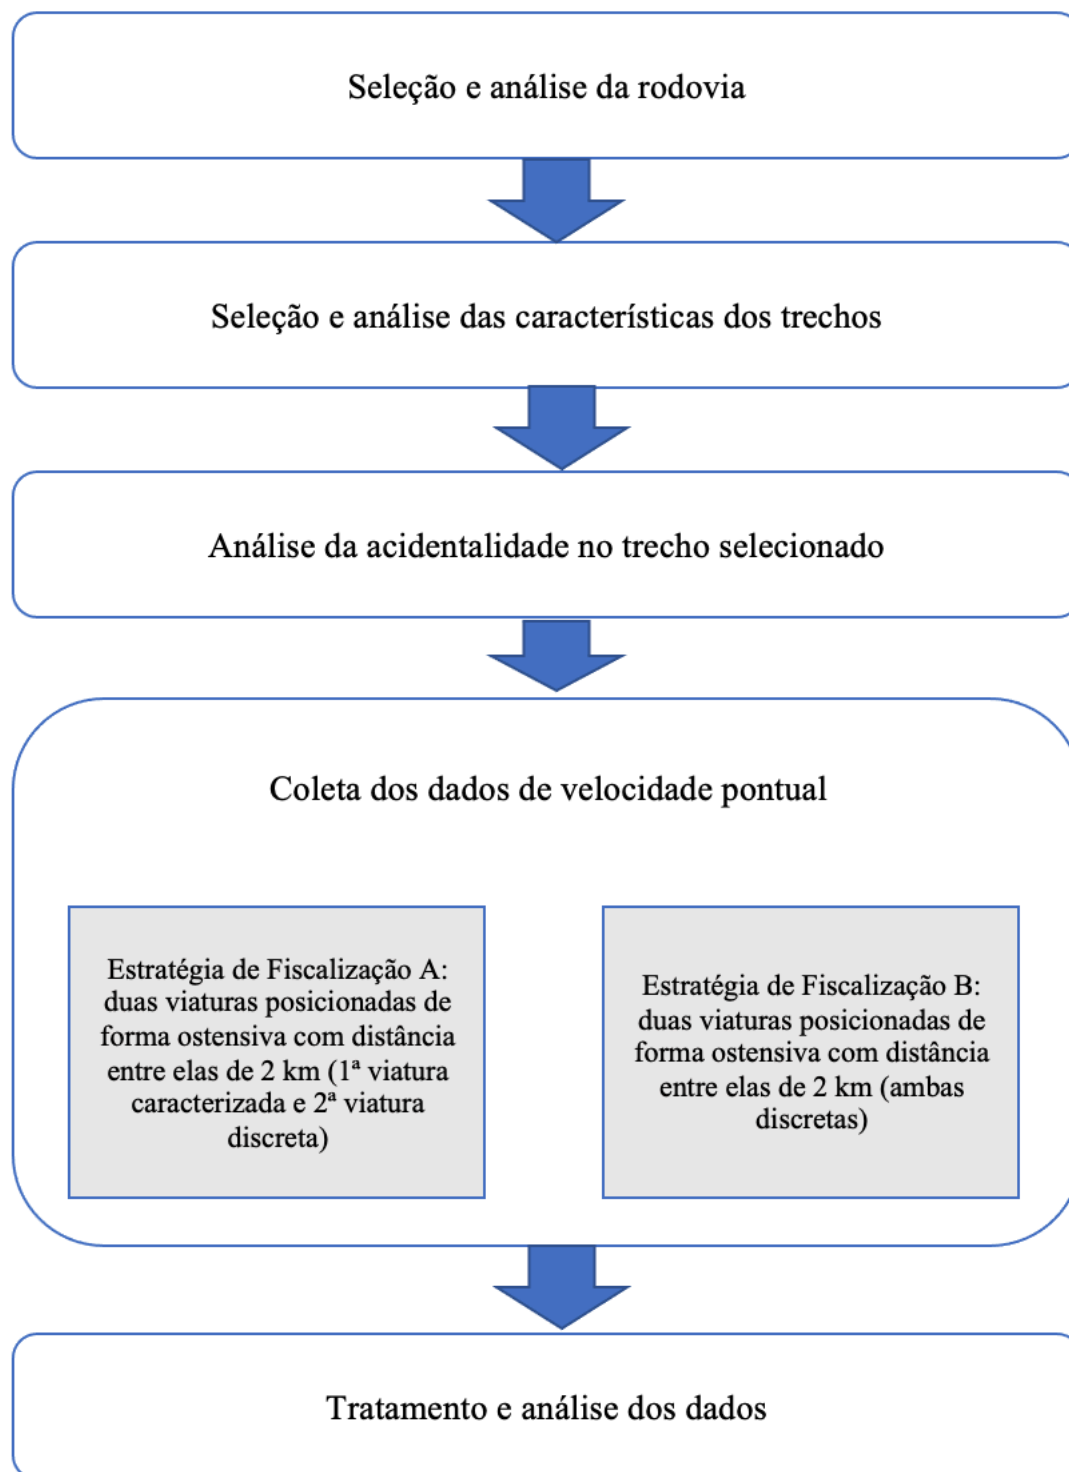 Seleção e análise da rodovia
Seleção e análise das características dos trechos
Análise da acidentalidade no trecho selecionado
Coleta dos dados de velocidade pontual
Estratégia de Fiscalização A:
duas viaturas posicionadas de
forma ostensiva com distância
entre elas de 2 km (1ª viatura
caracterizada e 2ª viatura
discreta)
Estratégia de Fiscalização B:
duas viaturas posicionadas de
forma ostensiva com distância
entre elas de 2 km (ambas
discretas)
Tratamento e análise dos dados